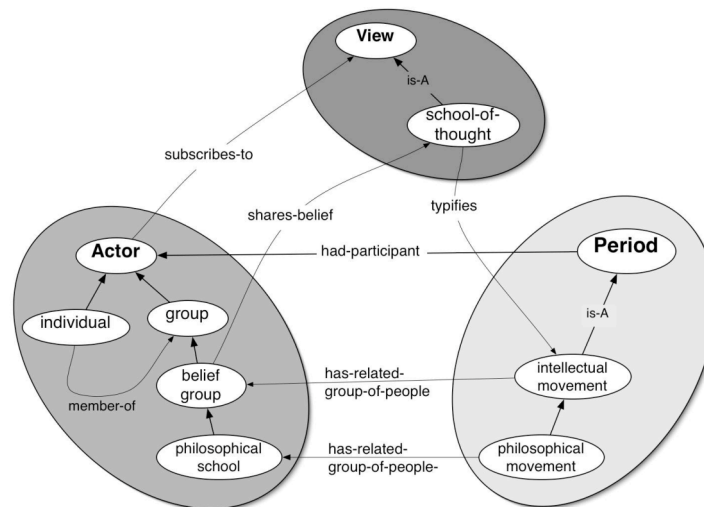 View
is-A
school-of-
thought
subscribes-to
shares-belief
typifies
Actor
had-participant
Period
individual
group
is-A
member-of
belief
group
has-related-
group-of-people
intellectual
movement
philosophical
school
has-related-
group-of-people-
philosophical
movement